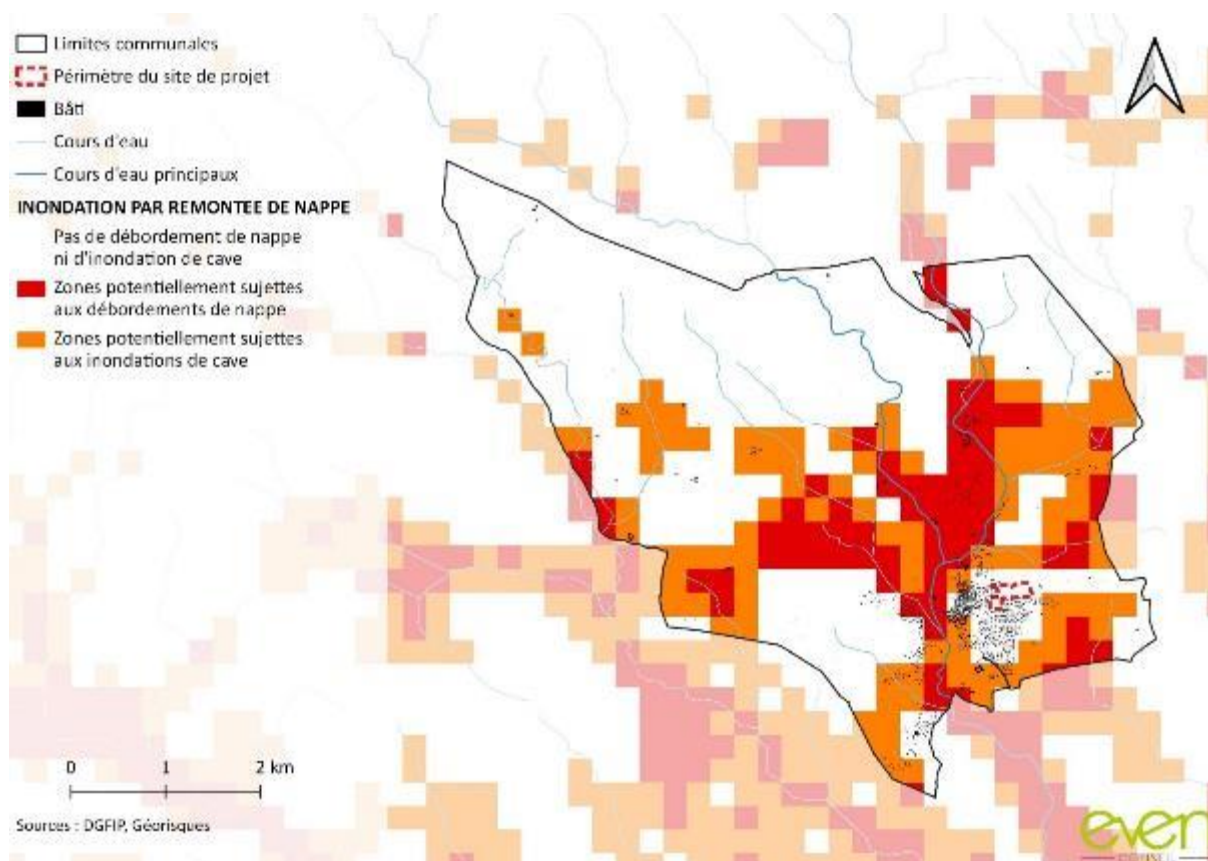 Limites communales
Périmètre du site de projet
Bâti
Cours d'eau
Cours d'eau principaux
INONDATION PAR REMONTEE DE NAPPE
Pas de débordement de nappe
ni d'inondation de cave
Zones potentiellement sujettes
aux débordements de nappe
Zones potentiellement sujettes
aux inondations de cave
0 1 2 km
Sources : DGFIP, Géorisques
even
CONSEIL